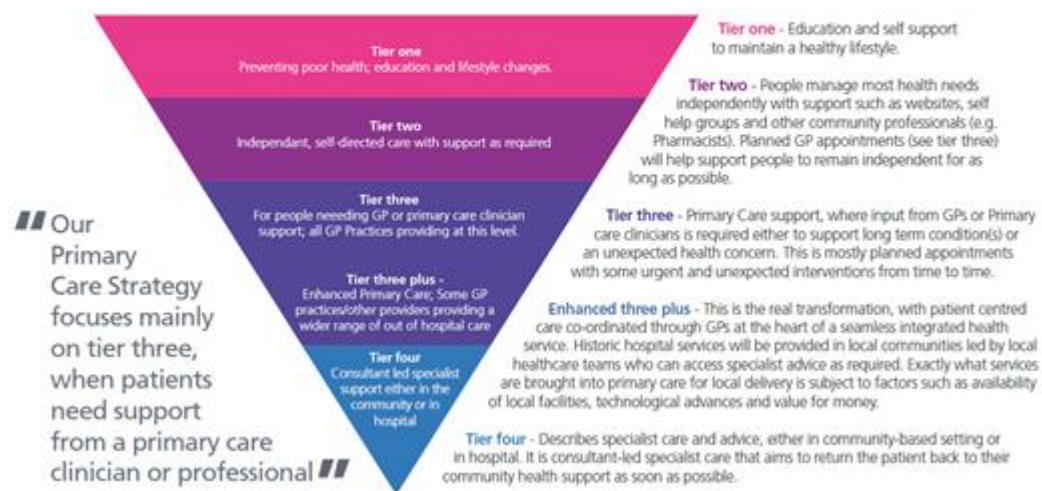 Tier one
Preventing poor health; education and lifestyle changes.
Tier two
Independant, self-directed care with support as required
Tier three
For people neeeding GP or primary care clinician
support; all GP Practices providing at this level.
Tier three plus -
Enhanced Primary Care; Some GP
practices/other providers providing a
wider range of out of hospital care
Tier four
Consultant led specialist
support either in the
community or in
hospital
" Our
Primary
Care Strategy
focuses mainly
on tier three,
when patients
need support
from a primary care
clinician or professional "
Tier one - Education and self support
to maintain a healthy lifestyle.
Tier two - People manage most health needs
independently with support such as websites, self
help groups and other community professionals (e.g.
Pharmacists). Planned GP appointments (see tier three)
will help support people to remain independent for as
long as possible.
Tier three - Primary Care support, where input from GPs or Primary
care clinicians is required either to support long term condition(s) or
an unexpected health concern. This is mostly planned appointments
with some urgent and unexpected interventions from time to time.
Enhanced three plus - This is the real transformation, with patient centred
care co-ordinated through GPs at the heart of a seamless integrated health
service. Historic hospital services will be provided in local communities led by local
healthcare teams who can access specialist advice as required. Exactly what services
are brought into primary care for local delivery is subject to factors such as availability
of local facilities, technological advances and value for money.
Tier four - Describes specialist care and advice, either in community-based setting or
in hospital. It is consultant-led specialist care that aims to return the patient back to their
community health support as soon as possible.